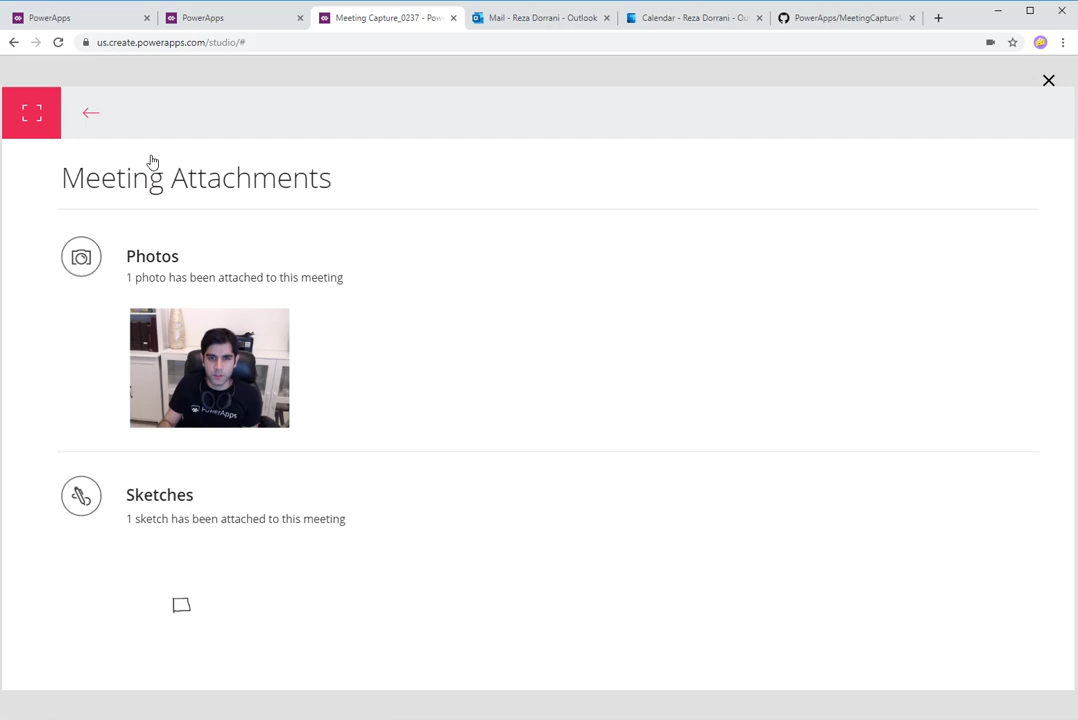 PowerApps
PowerApps
Meeting Capture_0237 - Pow
Mail - Reza Dorrani - Outlook
Calendar - Reza Dorrani - Ou
PowerApps/MeetingCapture
us.create.powerapps.com/studio/#
Meeting Attachments
Photos
1 photo has been attached to this meeting
PowerApps
Sketches
1 sketch has been attached to this meeting